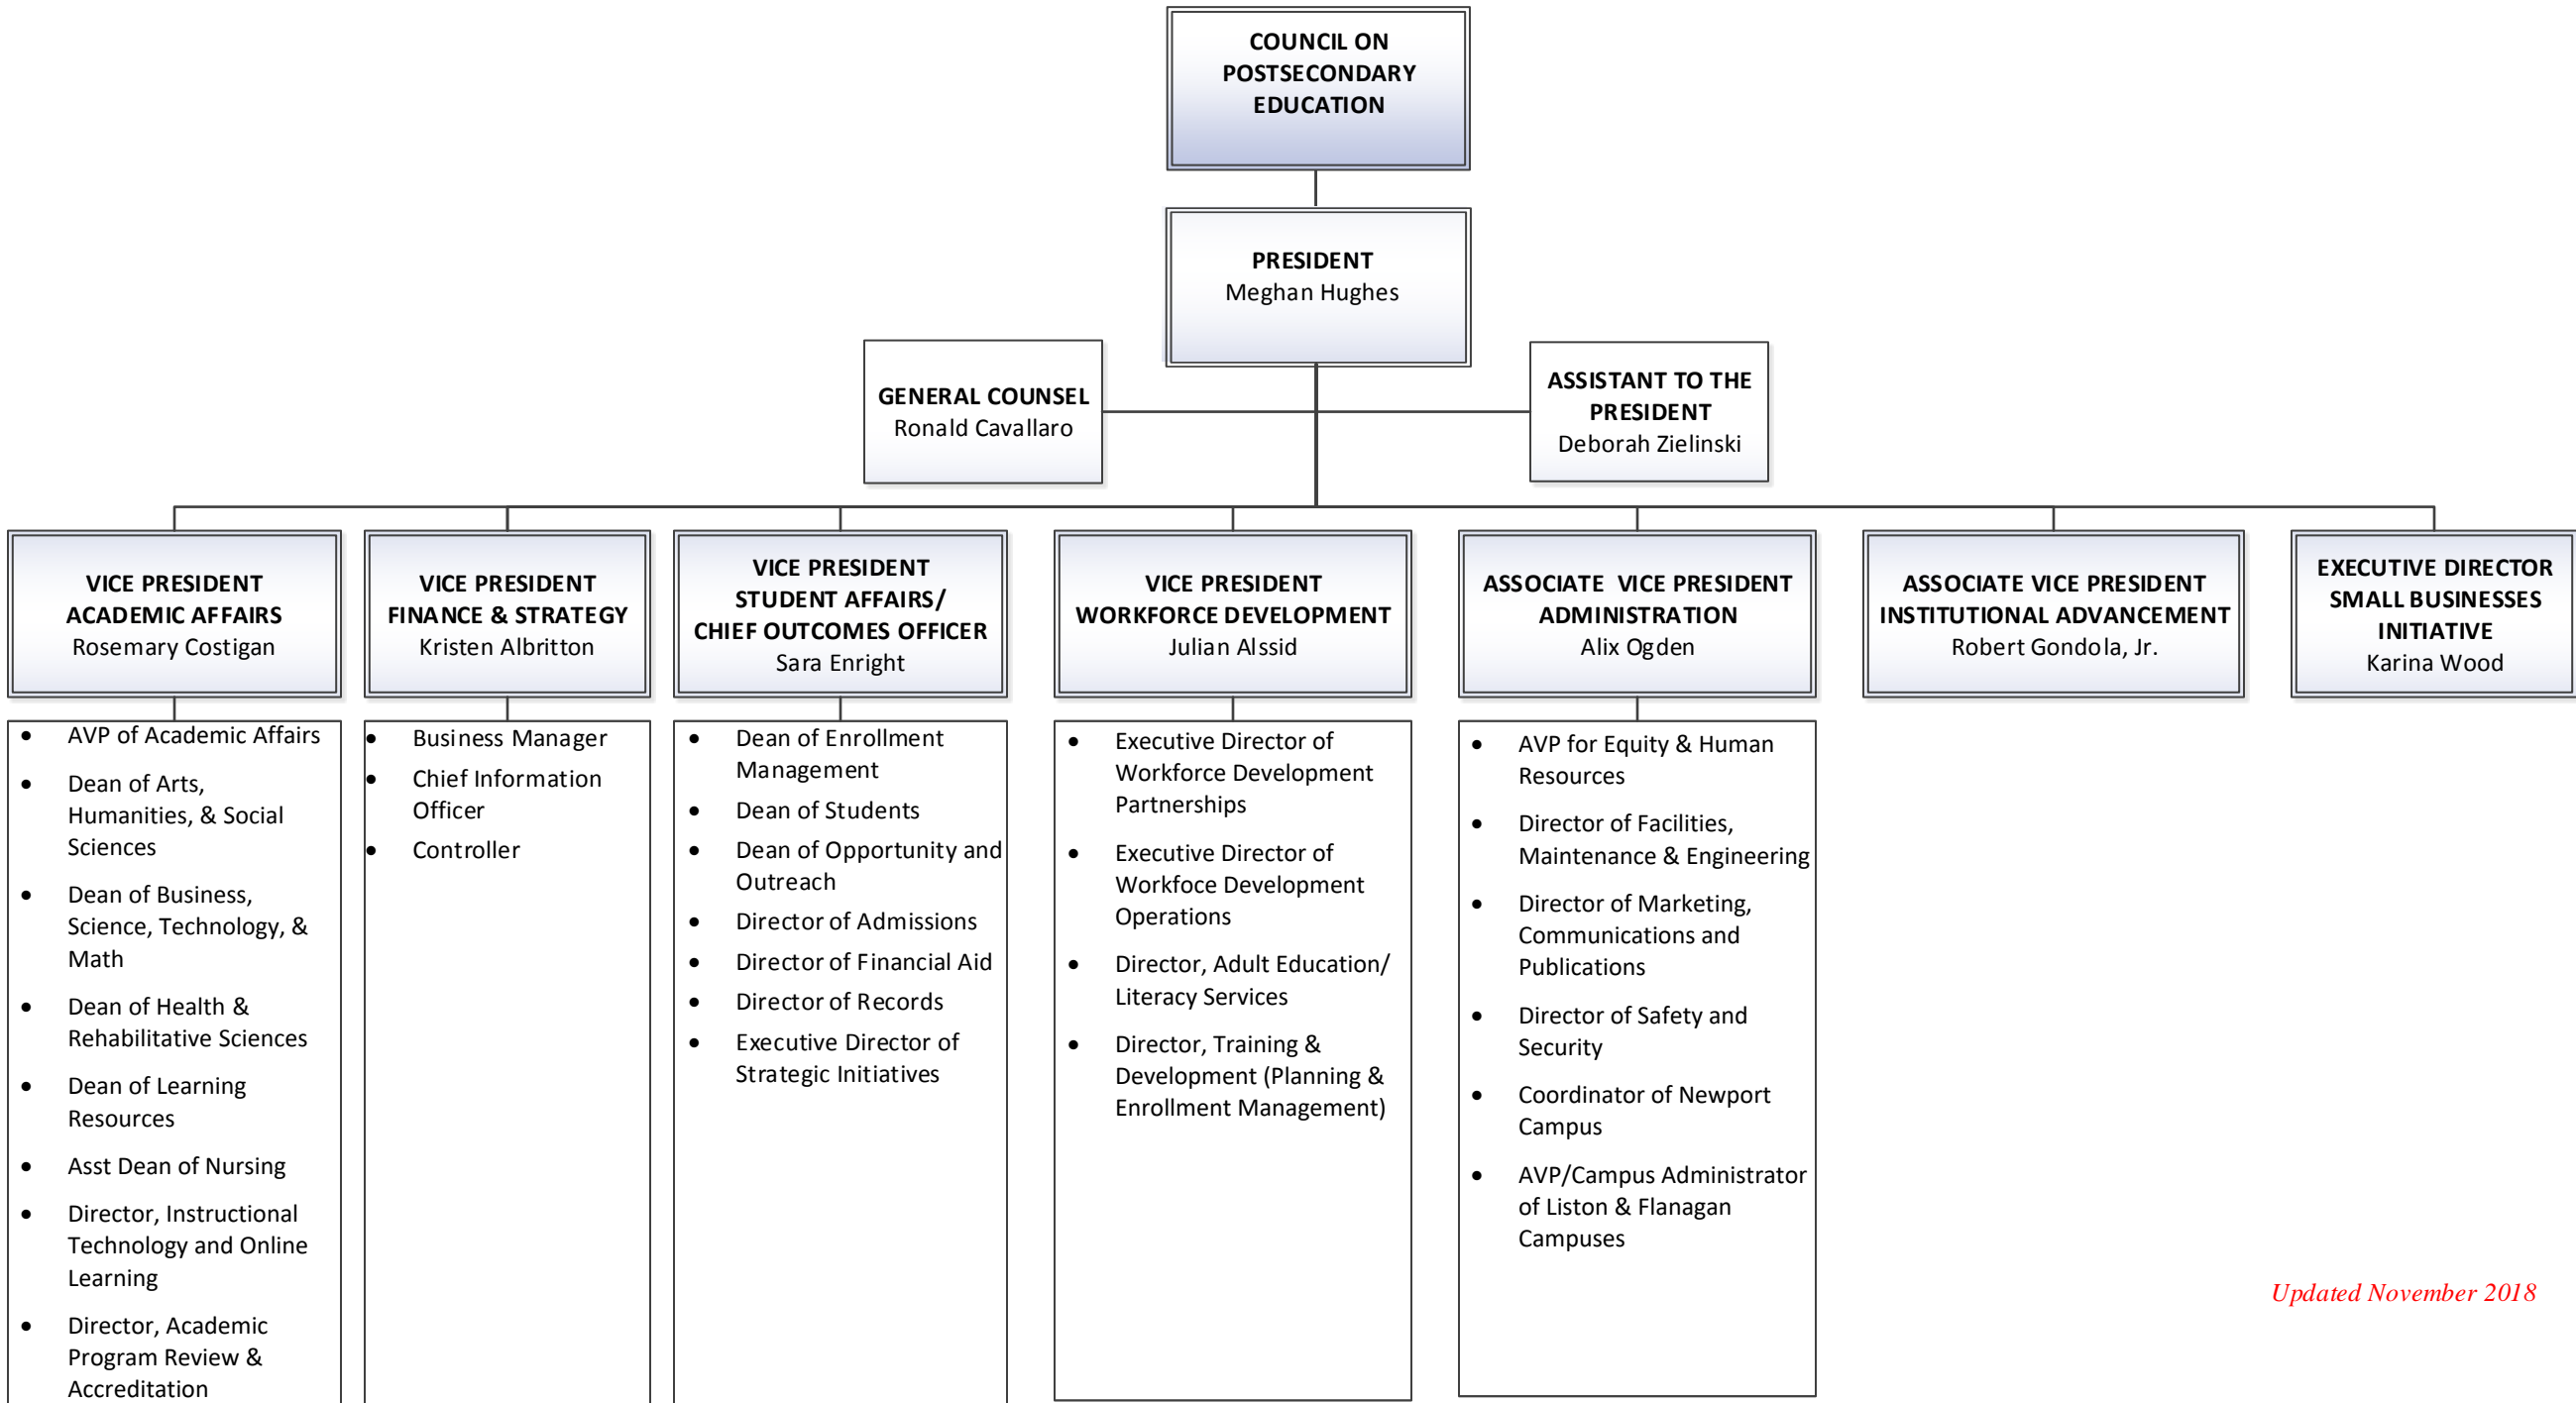 COUNCIL ON
POSTSECONDARY
EDUCATION
PRESIDENT
Meghan Hughes
GENERAL COUNSEL
Ronald Cavallaro
ASSISTANT TO THE
PRESIDENT
Deborah Zielinski
VICE PRESIDENT
ACADEMIC AFFAIRS
Rosemary Costigan
VICE PRESIDENT
FINANCE & STRATEGY
Kristen Albritton
VICE PRESIDENT
STUDENT AFFAIRS/
CHIEF OUTCOMES OFFICER
Sara Enright
VICE PRESIDENT
WORKFORCE DEVELOPMENT
Julian Alssid
ASSOCIATE VICE PRESIDENT
ADMINISTRATION
Alix Ogden
ASSOCIATE VICE PRESIDENT
INSTITUTIONAL ADVANCEMENT
Robert Gondola, Jr.
EXECUTIVE DIRECTOR
SMALL BUSINESSES
INITIATIVE
Karina Wood
• AVP of Academic Affairs
• Dean of Arts,
Humanities, & Social
Sciences
• Dean of Business,
Science, Technology, &
Math
• Dean of Health &
Rehabilitative Sciences
• Dean of Learning
Resources
• Asst Dean of Nursing
• Director, Instructional
Technology and Online
Learning
• Director, Academic
Program Review &
Accreditation
• Business Manager
• Chief Information
Officer
• Controller
• Dean of Enrollment
Management
• Dean of Students
• Dean of Opportunity and
Outreach
• Director of Admissions
• Director of Financial Aid
• Director of Records
• Executive Director of
Strategic Initiatives
• Executive Director of
Workforce Development
Partnerships
• Executive Director of
Workfoce Development
Operations
• Director, Adult Education/
Literacy Services
• Director, Training &
Development (Planning &
Enrollment Management)
• AVP for Equity & Human
Resources
• Director of Facilities,
Maintenance & Engineering
• Director of Marketing,
Communications and
Publications
• Director of Safety and
Security
• Coordinator of Newport
Campus
• AVP/Campus Administrator
of Liston & Flanagan
Campuses
Updated November 2018